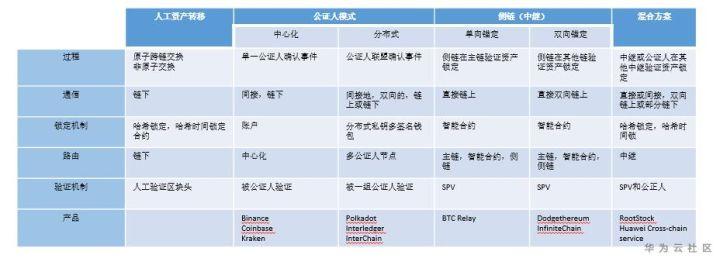 人工资产转移 公证人模式 侧链（中继） 混合方案
中心化 分布式 单向锚定 双向锚定
过程 原子跨链交换 单一公证人确认事件 公证人联盟确认事件 侧链在主链验证资产 侧链在其他链验 中继或公证人在其
非原子交换 锁定 证资产锁定 他中继验证资产锁定
通信 链下 间接，链下 间接地，双向的，链 直接链上 直接双向链上 直接或间接，双向
上或链下 链上或部分链下
锁定机制 哈希锁定，哈希时间锁定 账户 分布式私钥多签名钱 智能合约 智能合约 哈希锁定，哈希时
合约 包 间锁
路由 链下 中心化 多公证人节点 主链，智能合约，侧 主链，智能合约，侧 中继
链 链
验证机制 人工验证区块头 被公证人验证 被一组公证人验证 SPV SPV SPV和公正人
产品 Binance Polkadot BTC Relay Dodgethereum RootStock
Coinbase Interledger InfiniteChain Huawei Cross-chain
Kraken InterChain service
华为云社区